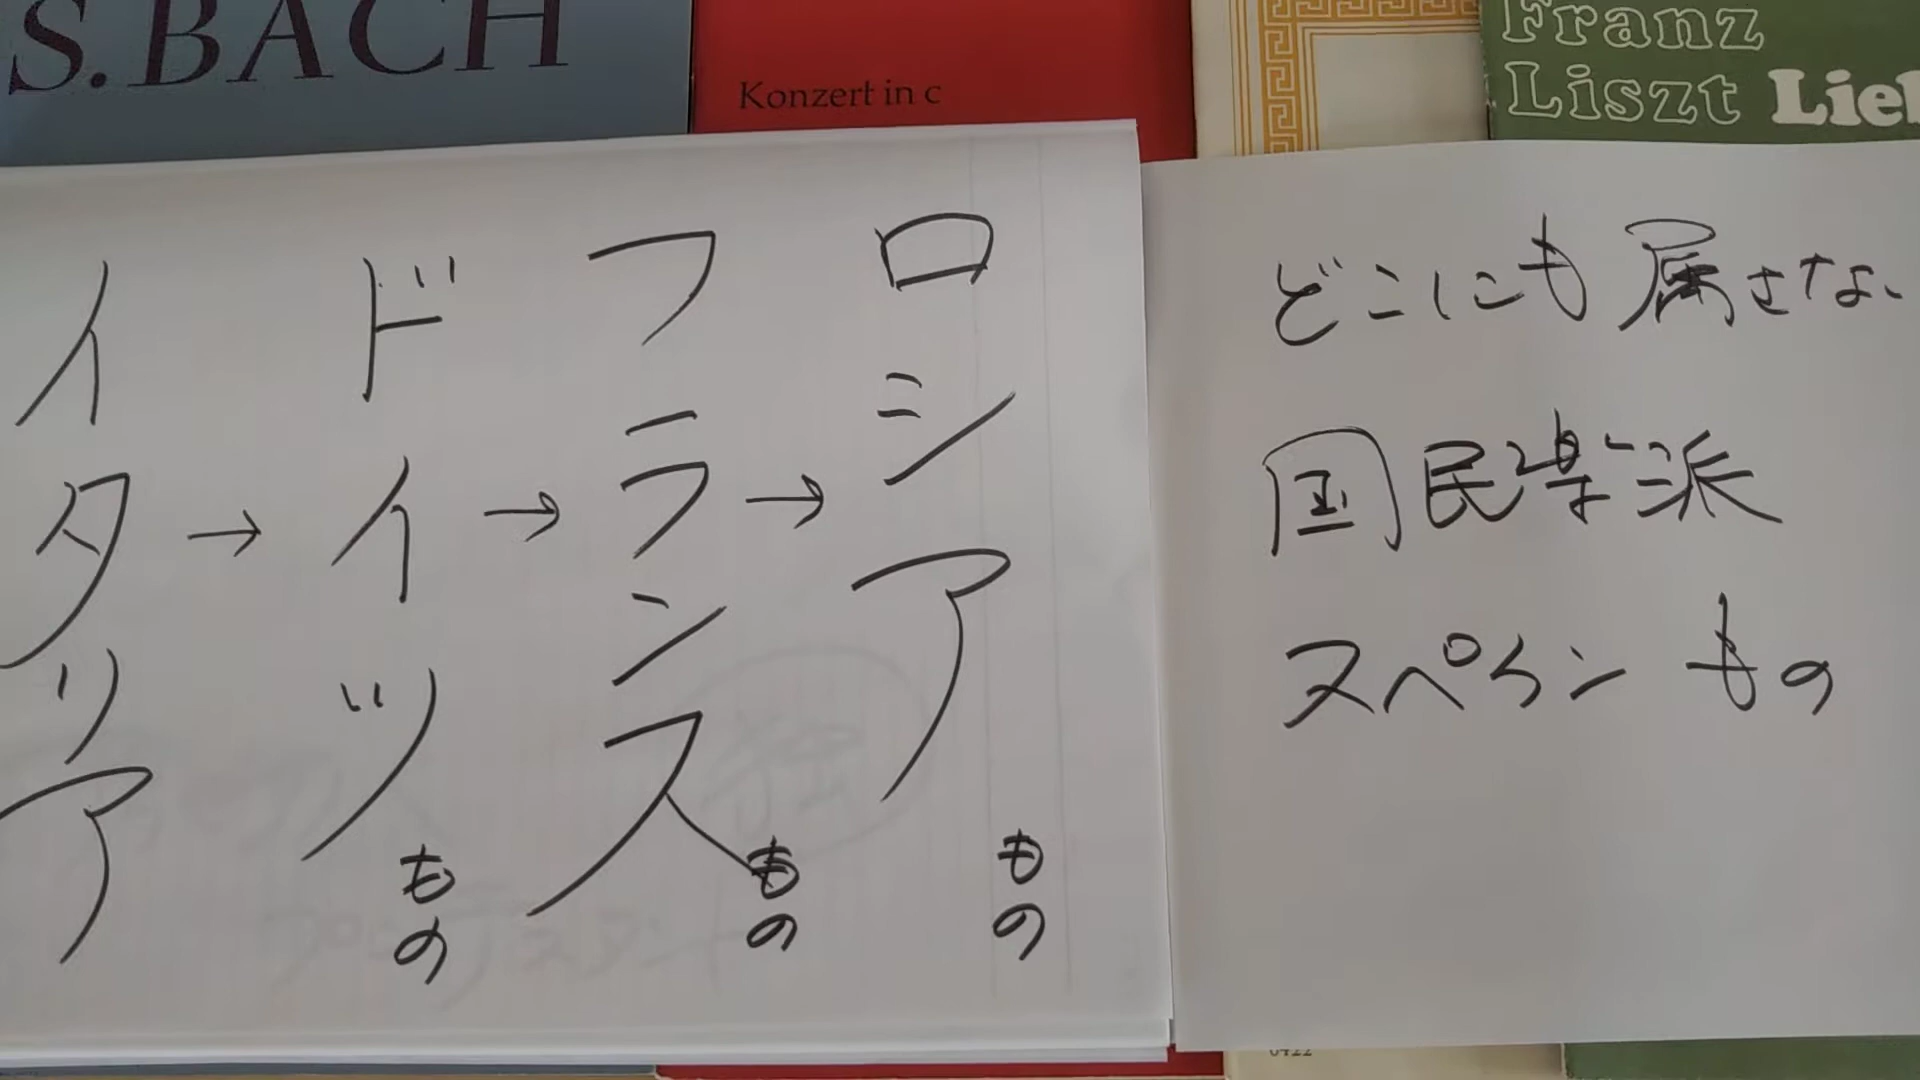 S.BACH
Konzert in c
Franz
Liszt Lie
イタリア → ドイツもの → フランスもの → ロシアもの
どこにも属さな
国民楽派
スペインもの